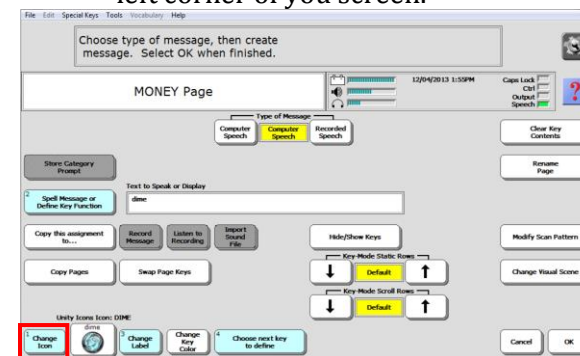 left corner of you screen.
File Edit Special Keys Tools Vocabulary Help
Choose type of message, then create
message. Select OK when finished.
MONEY Page
12/04/2013 1:55PM
Caps Lock
Ctrl
Output
Speech
?
Type of Message
Computer Speech
Computer Speech
Recorded Speech
Clear Key Contents
Store Category Prompt
Rename Page
Text to Speak or Display
2 Spell Message or Define Key Function
dime
Copy this assignment to...
Record Message
Listen to Recording
Import Sound File
Hide/Show Keys
Modify Scan Pattern
Key-Mode Static Rows
Copy Pages
Swap Page Keys
Default
Change Visual Scene
Key-Mode Scroll Rows
Default
Unity Icons Icon: DIME
1 Change Icon
dime
3 Change Label
Change Key Color
4 Choose next key to define
Cancel
OK